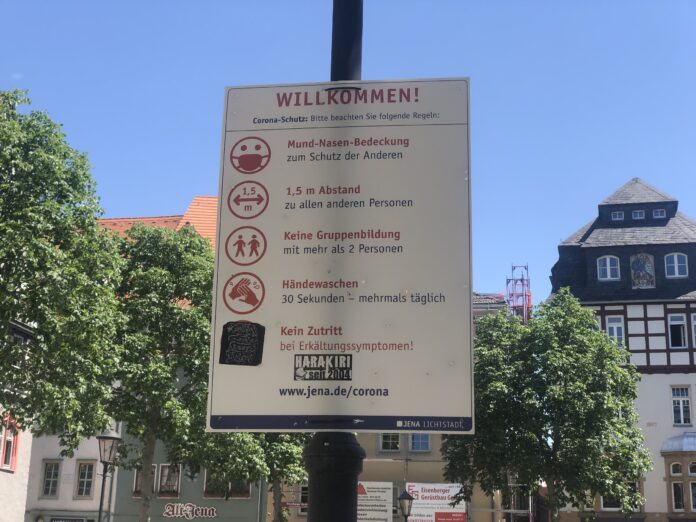 WILLKOMMEN!
Corona-Schutz: Bitte beachten Sie folgende Regeln:
Mund-Nasen-Bedeckung
zum Schutz der Anderen
1,5
m
1,5 m Abstand
zu allen anderen Personen
Keine Gruppenbildung
mit mehr als 2 Personen
Händewaschen
30 Sekunden – mehrmals täglich
Kein Zutritt
bei Erkältungssymptomen!
HARAKIRI
seit 2004
www.jena.de/corona
JENA LICHTSTADT.
Alt Jena
Eisenberger
Gerüstbau